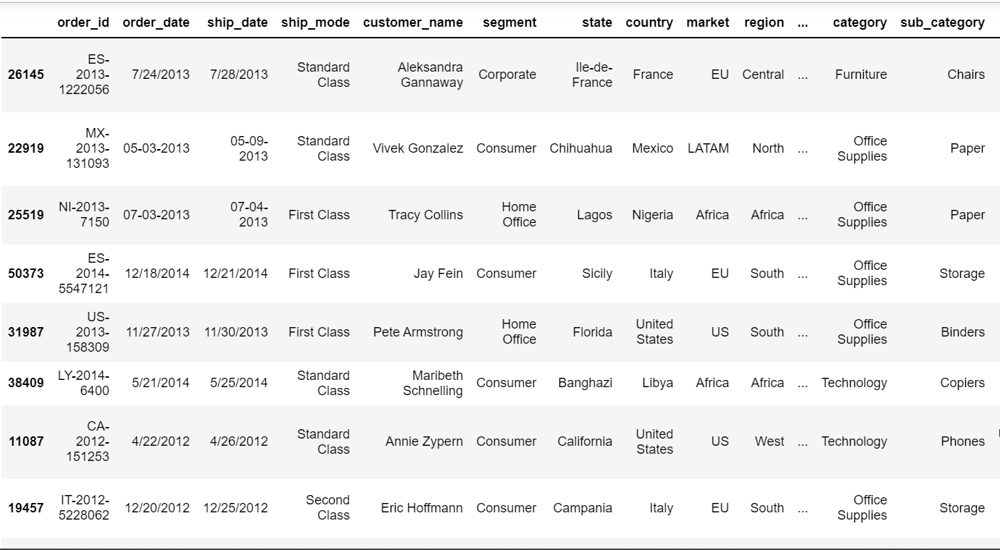 order_id order_date ship_date ship_mode customer_name segment state country market region ... category sub_category
26145 ES-2013-1222056 7/24/2013 7/28/2013 Standard Class Aleksandra Gannaway Corporate Ile-de-France France EU Central ... Furniture Chairs
22919 MX-2013-131093 05-03-2013 05-09-2013 Standard Class Vivek Gonzalez Consumer Chihuahua Mexico LATAM North ... Office Supplies Paper
25519 NI-2013-7150 07-03-2013 07-04-2013 First Class Tracy Collins Home Office Lagos Nigeria Africa Africa ... Office Supplies Paper
50373 ES-2014-5547121 12/18/2014 12/21/2014 First Class Jay Fein Consumer Sicily Italy EU South ... Office Supplies Storage
31987 US-2013-158309 11/27/2013 11/30/2013 First Class Pete Armstrong Home Office Florida United States US South ... Office Supplies Binders
38409 LY-2014-6400 5/21/2014 5/25/2014 Standard Class Maribeth Schnelling Consumer Banghazi Libya Africa Africa ... Technology Copiers
11087 CA-2012-151253 4/22/2012 4/26/2012 Standard Class Annie Zypern Consumer California United States US West ... Technology Phones
19457 IT-2012-5228062 12/20/2012 12/25/2012 Second Class Eric Hoffmann Consumer Campania Italy EU South ... Office Supplies Storage